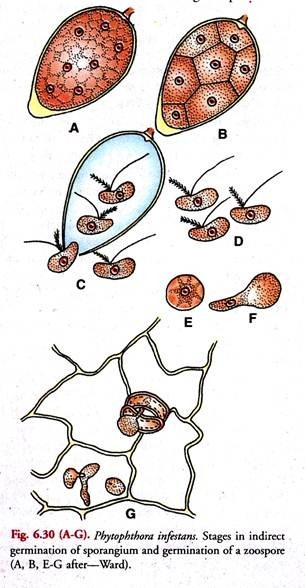 A
B
C
D
E
F
G
Fig. 6.30 (A-G). Phytophthora infestans. Stages in indirect
germination of sporangium and germination of a zoospore
(A, B, E-G after—Ward).